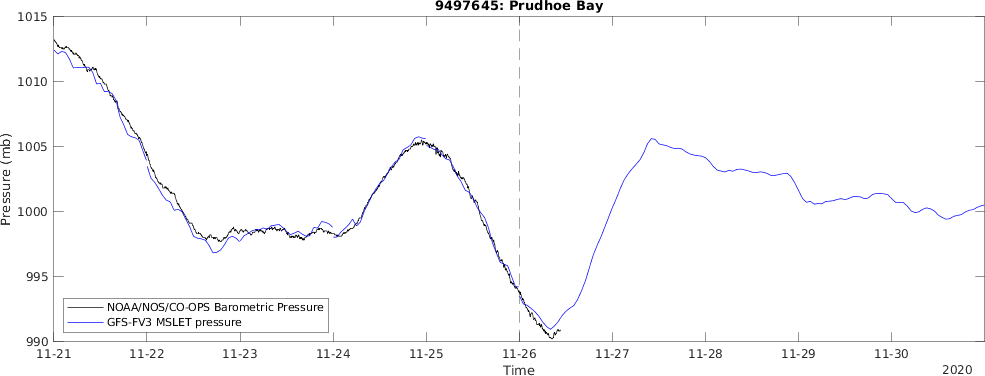 9497645: Prudhoe Bay
Pressure (mb)
1015
1010
1005
1000
995
990
NOAA/NOS/CO-OPS Barometric Pressure
GFS-FV3 MSLET pressure
11-21 11-22 11-23 11-24 11-25 11-26 11-27 11-28 11-29 11-30
Time
2020